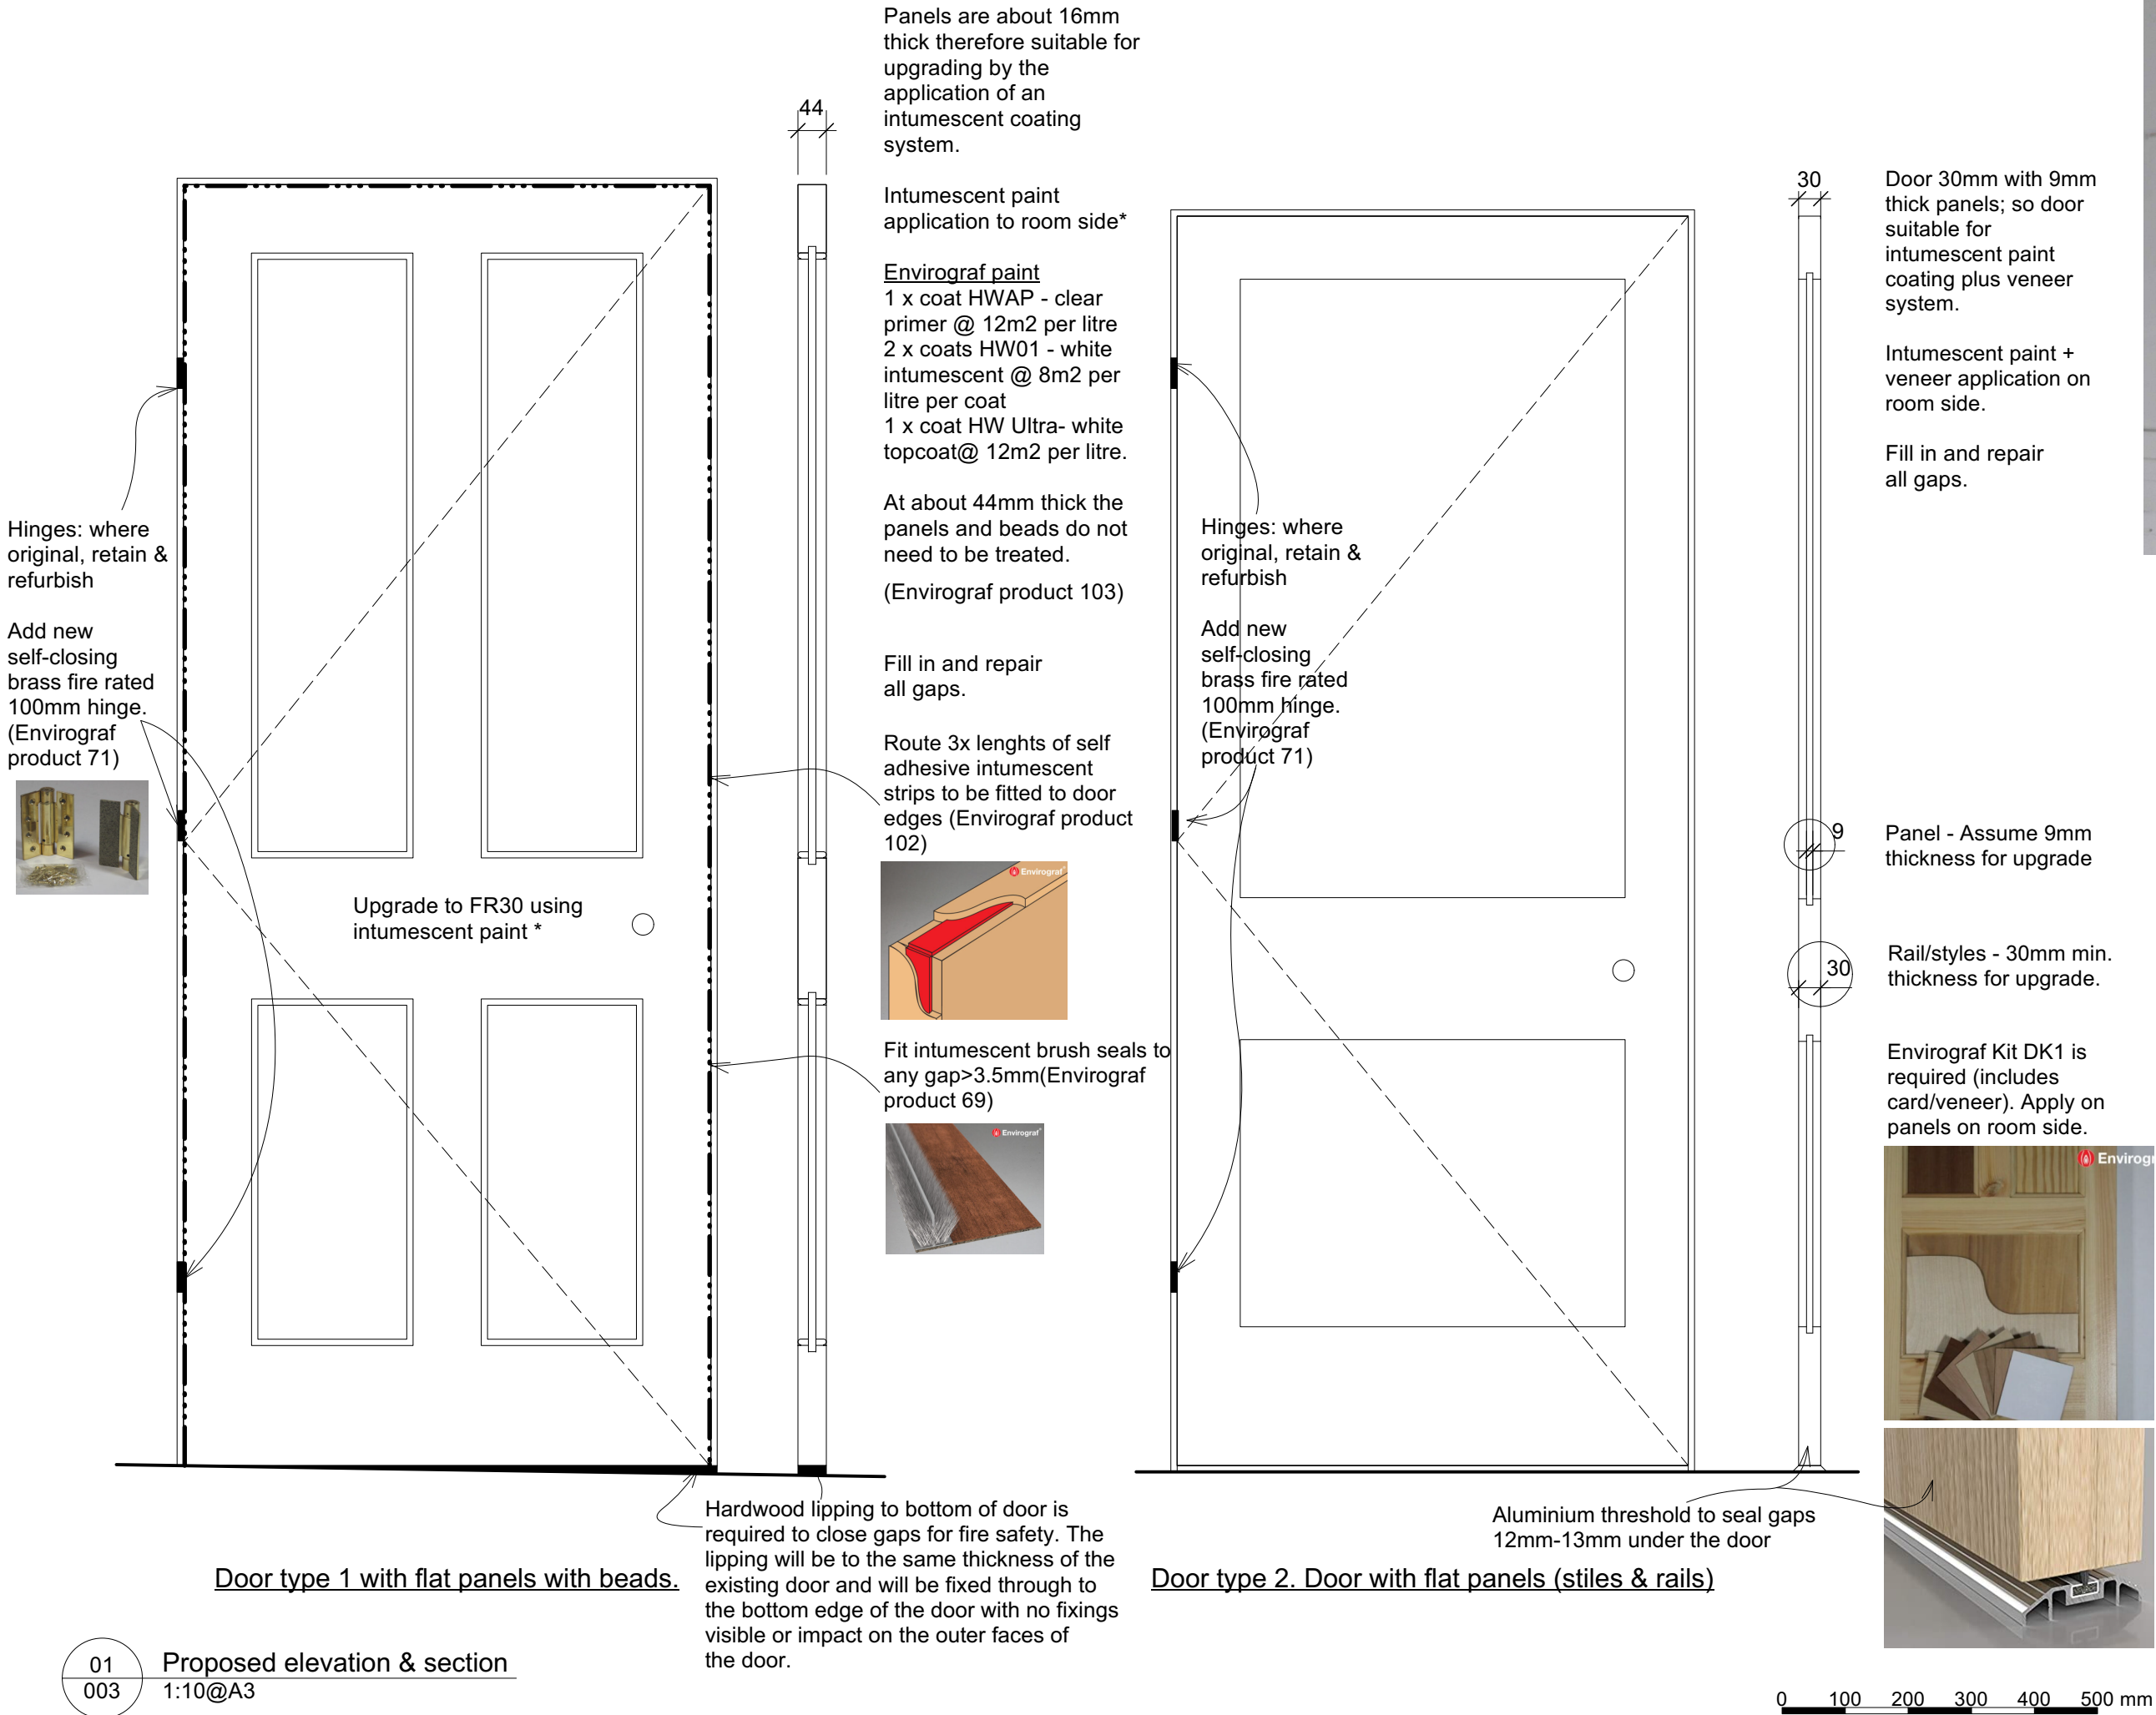 Panels are about 16mm
thick therefore suitable for
upgrading by the
application of an
intumescent coating
system.
44
Intumescent paint
application to room side*
Envirograf paint
1 x coat HWAP - clear
primer @ 12m2 per litre
2 x coats HW01 - white
intumescent @ 8m2 per
litre per coat
1 x coat HW Ultra- white
topcoat@ 12m2 per litre.
At about 44mm thick the
panels and beads do not
need to be treated.
(Envirograf product 103)
Fill in and repair
all gaps.
Route 3x lenghts of self
adhesive intumescent
strips to be fitted to door
edges (Envirograf product
102)
Envirograf
Fit intumescent brush seals to
any gap>3.5mm(Envirograf
product 69)
Envirograf
Hinges: where
original, retain &
refurbish
Add new
self-closing
brass fire rated
100mm hinge.
(Envirograf
product 71)
Upgrade to FR30 using
intumescent paint *
Hardwood lipping to bottom of door is
required to close gaps for fire safety. The
lipping will be to the same thickness of the
existing door and will be fixed through to
the bottom edge of the door with no fixings
visible or impact on the outer faces of
the door.
Door type 1 with flat panels with beads.
Hinges: where
original, retain &
refurbish
Add new
self-closing
brass fire rated
100mm hinge.
(Envirograf
product 71)
30
Door 30mm with 9mm
thick panels; so door
suitable for
intumescent paint
coating plus veneer
system.
Intumescent paint +
veneer application on
room side.
Fill in and repair
all gaps.
9
Panel - Assume 9mm
thickness for upgrade
30
Rail/styles - 30mm min.
thickness for upgrade.
Envirograf Kit DK1 is
required (includes
card/veneer). Apply on
panels on room side.
Envirogr
Aluminium threshold to seal gaps
12mm-13mm under the door
Door type 2. Door with flat panels (stiles & rails)
01
003
Proposed elevation & section
1:10@A3
0 100 200 300 400 500 mm